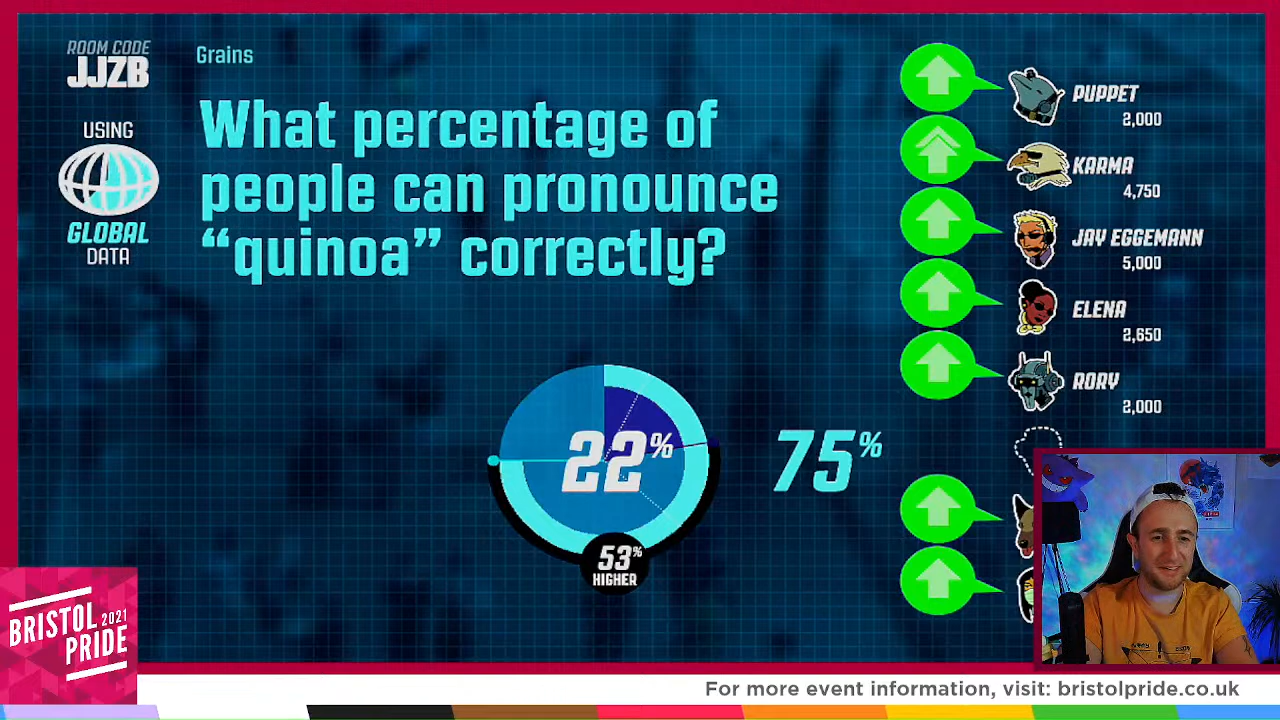 ROOM CODE
JJZB
USING
GLOBAL
DATA
Grains
What percentage of
people can pronounce
“quinoa” correctly?
22%
53%
HIGHER
75%
PUPPET
2,000
KARMA
4,750
JAY EGGEMANN
5,000
ELENA
2,650
RORY
2,000
BRISTOL 2021
PRIDE
For more event information, visit: bristolpride.co.uk